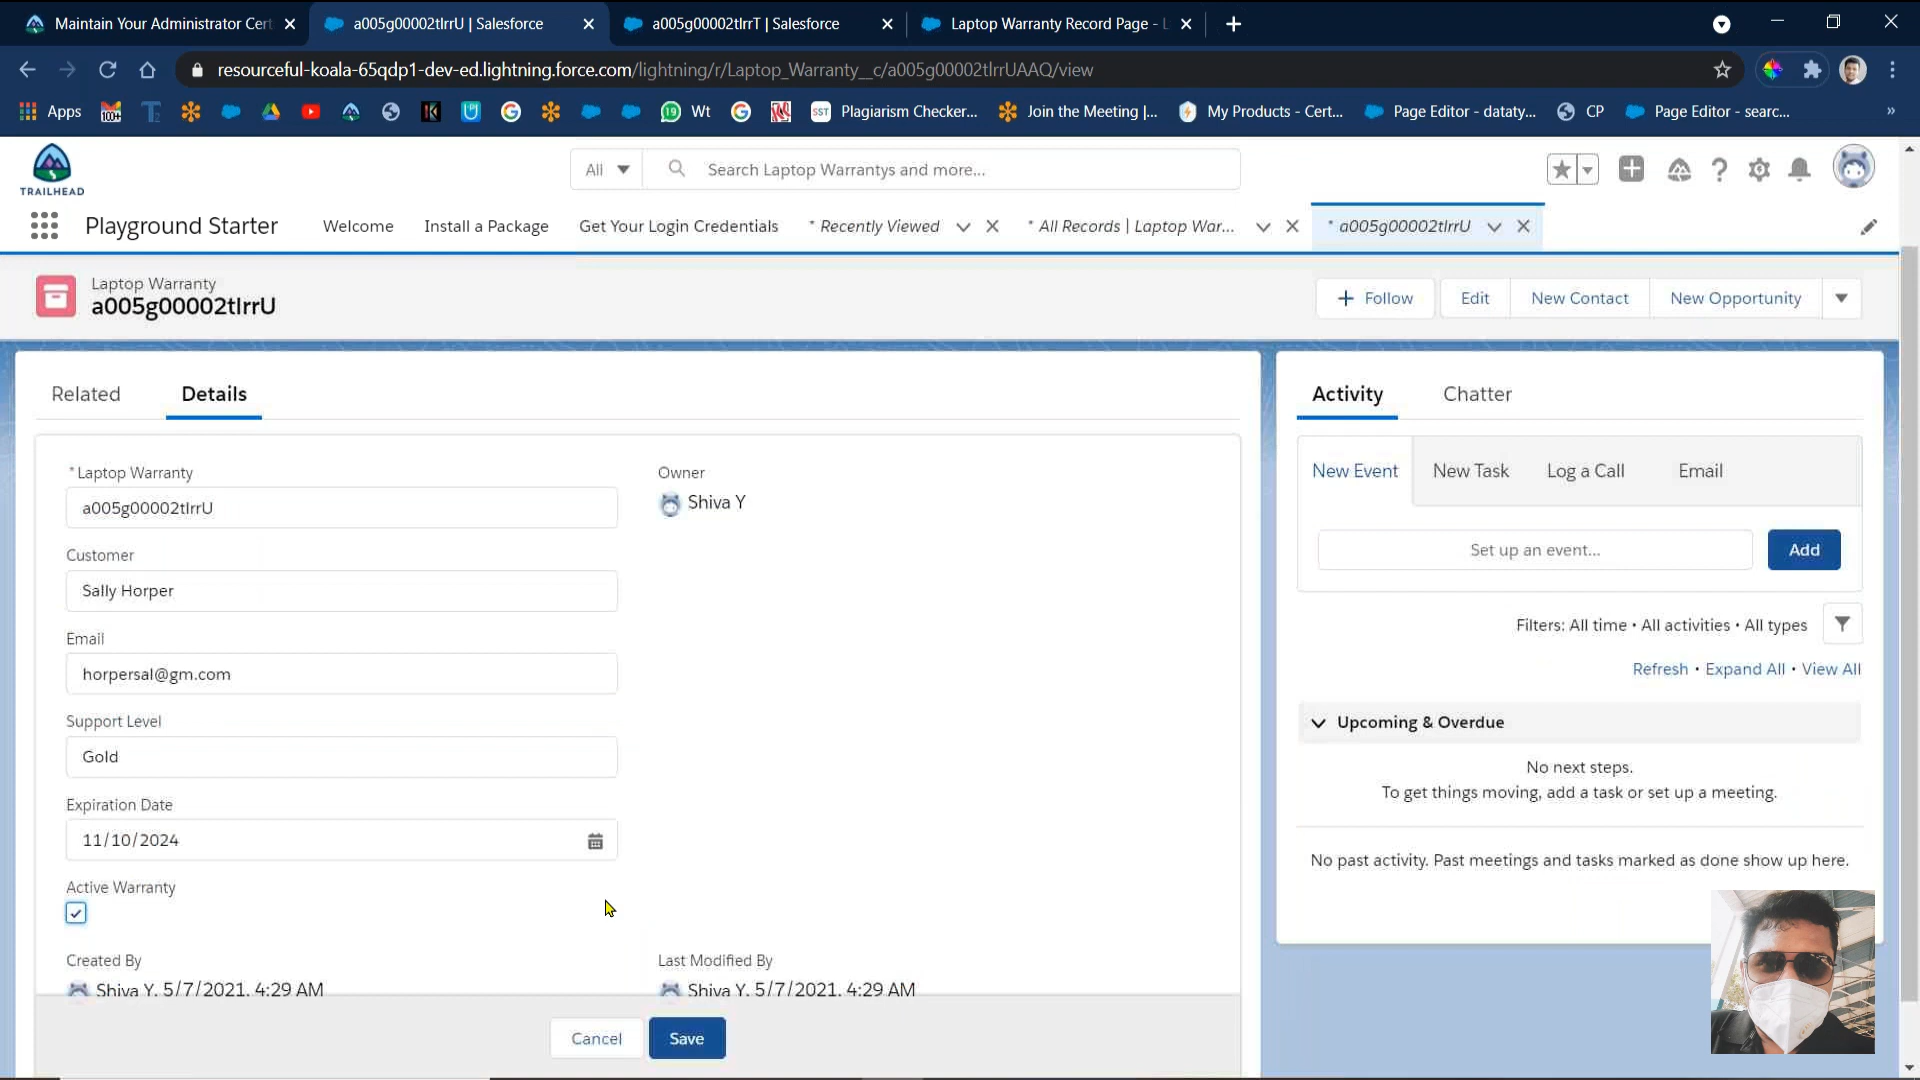 Maintain Your Administrator Cert
a005g00002tlrrU | Salesforce
a005g00002tlrrT | Salesforce
Laptop Warranty Record Page - L
resourceful-koala-65qdp1-dev-ed.lightning.force.com/lightning/r/Laptop_Warranty__c/a005g00002tlrrUAAQ/view
Apps
100+
19
Wt
SST
Plagiarism Checker...
Join the Meeting |...
My Products - Cert...
Page Editor - dataty...
CP
Page Editor - searc...
»
TRAILHEAD
All
Search Laptop Warrantys and more...
Playground Starter
Welcome
Install a Package
Get Your Login Credentials
* Recently Viewed
* All Records | Laptop War...
* a005g00002tlrrU
Laptop Warranty
a005g00002tlrrU
+ Follow
Edit
New Contact
New Opportunity
Related
Details
Activity
Chatter
* Laptop Warranty
a005g00002tlrrU
Owner
Shiva Y
Customer
Sally Horper
Email
horpersal@gm.com
Support Level
Gold
Expiration Date
11/10/2024
Active Warranty
Created By
Shiva Y, 5/7/2021, 4:29 AM
Last Modified By
Shiva Y, 5/7/2021, 4:29 AM
Cancel
Save
New Event
New Task
Log a Call
Email
Set up an event...
Add
Filters: All time • All activities • All types
Refresh • Expand All • View All
Upcoming & Overdue
No next steps.
To get things moving, add a task or set up a meeting.
No past activity. Past meetings and tasks marked as done show up here.